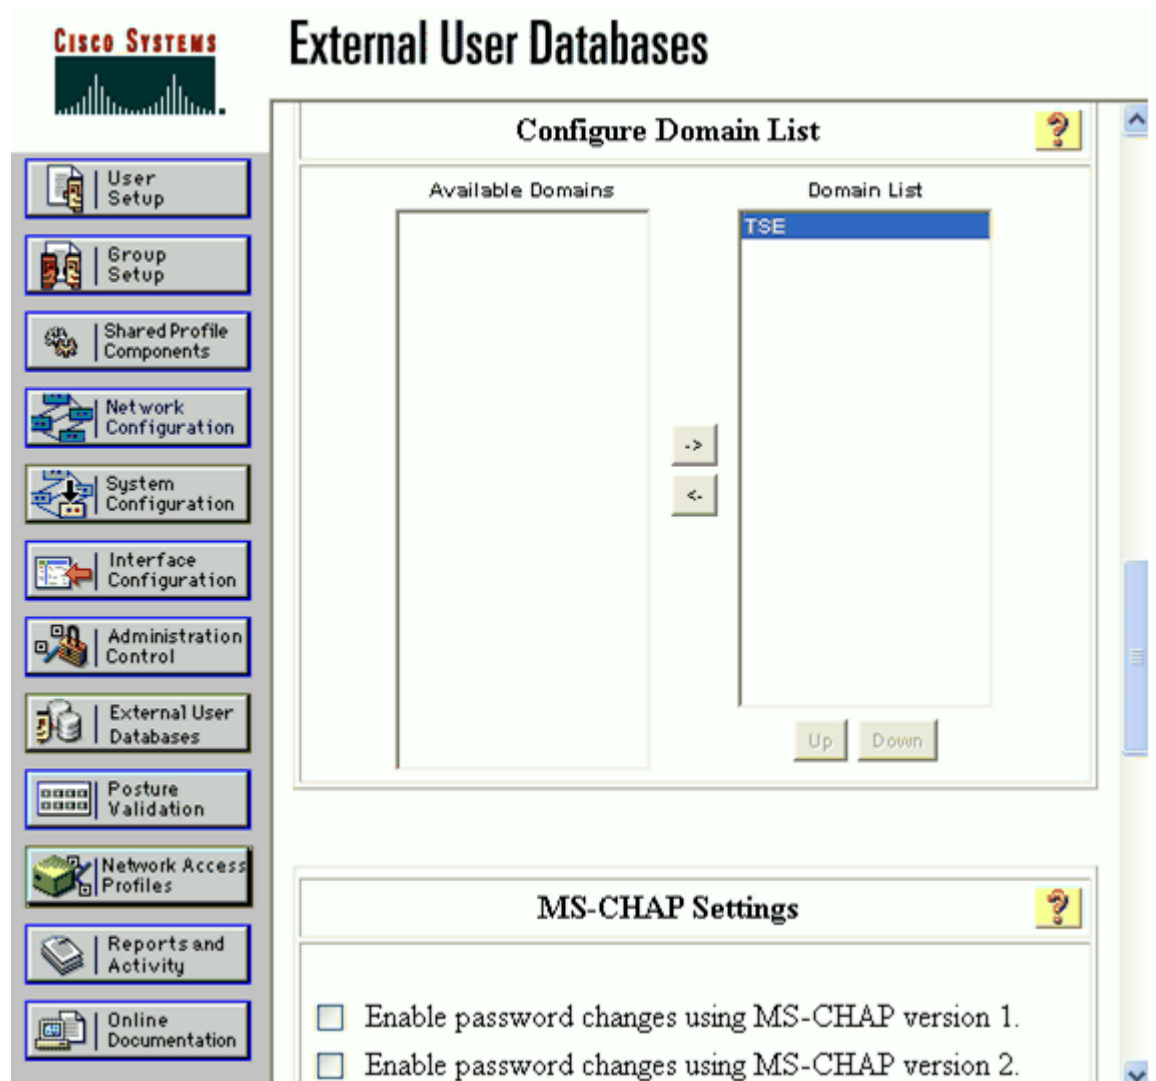 CISCO SYSTEMS
External User Databases
User
Setup
Group
Setup
Shared Profile
Components
Network
Configuration
System
Configuration
Interface
Configuration
Administration
Control
External User
Databases
Posture
Validation
Network Access
Profiles
Reports and
Activity
Online
Documentation
Configure Domain List
?
Available Domains
Domain List
TSE
->
<-
Up
Down
MS-CHAP Settings
?
Enable password changes using MS-CHAP version 1.
Enable password changes using MS-CHAP version 2.